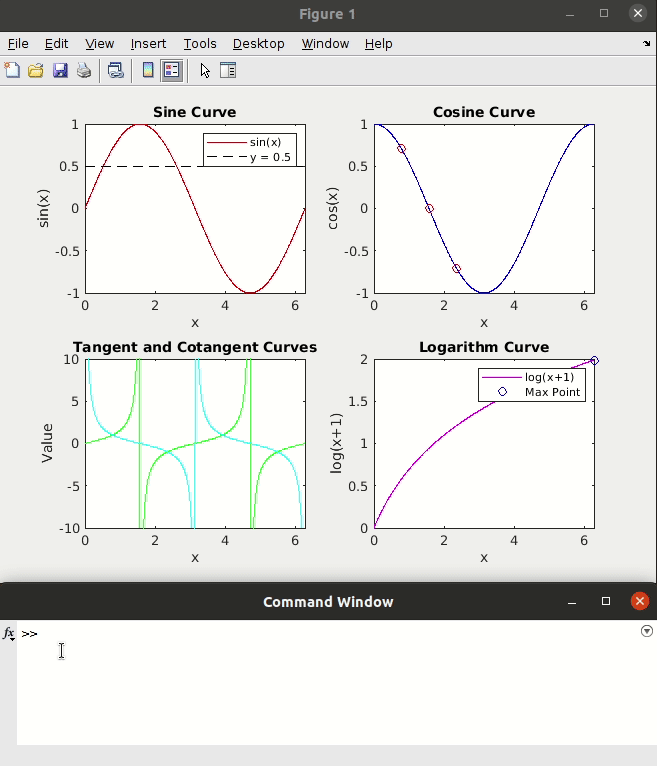 Figure 1
File Edit View Insert Tools Desktop Window Help
Sine Curve
1
0.5
0
-0.5
-1
sin(x)
sin(x)
y = 0.5
0 2 4 6
x
Cosine Curve
1
0.5
0
-0.5
-1
cos(x)
0 2 4 6
x
Tangent and Cotangent Curves
10
5
0
-5
-10
Value
0 2 4 6
x
Logarithm Curve
2
1.5
1
0.5
0
log(x+1)
log(x+1)
Max Point
0 2 4 6
x
Command Window
fx >>